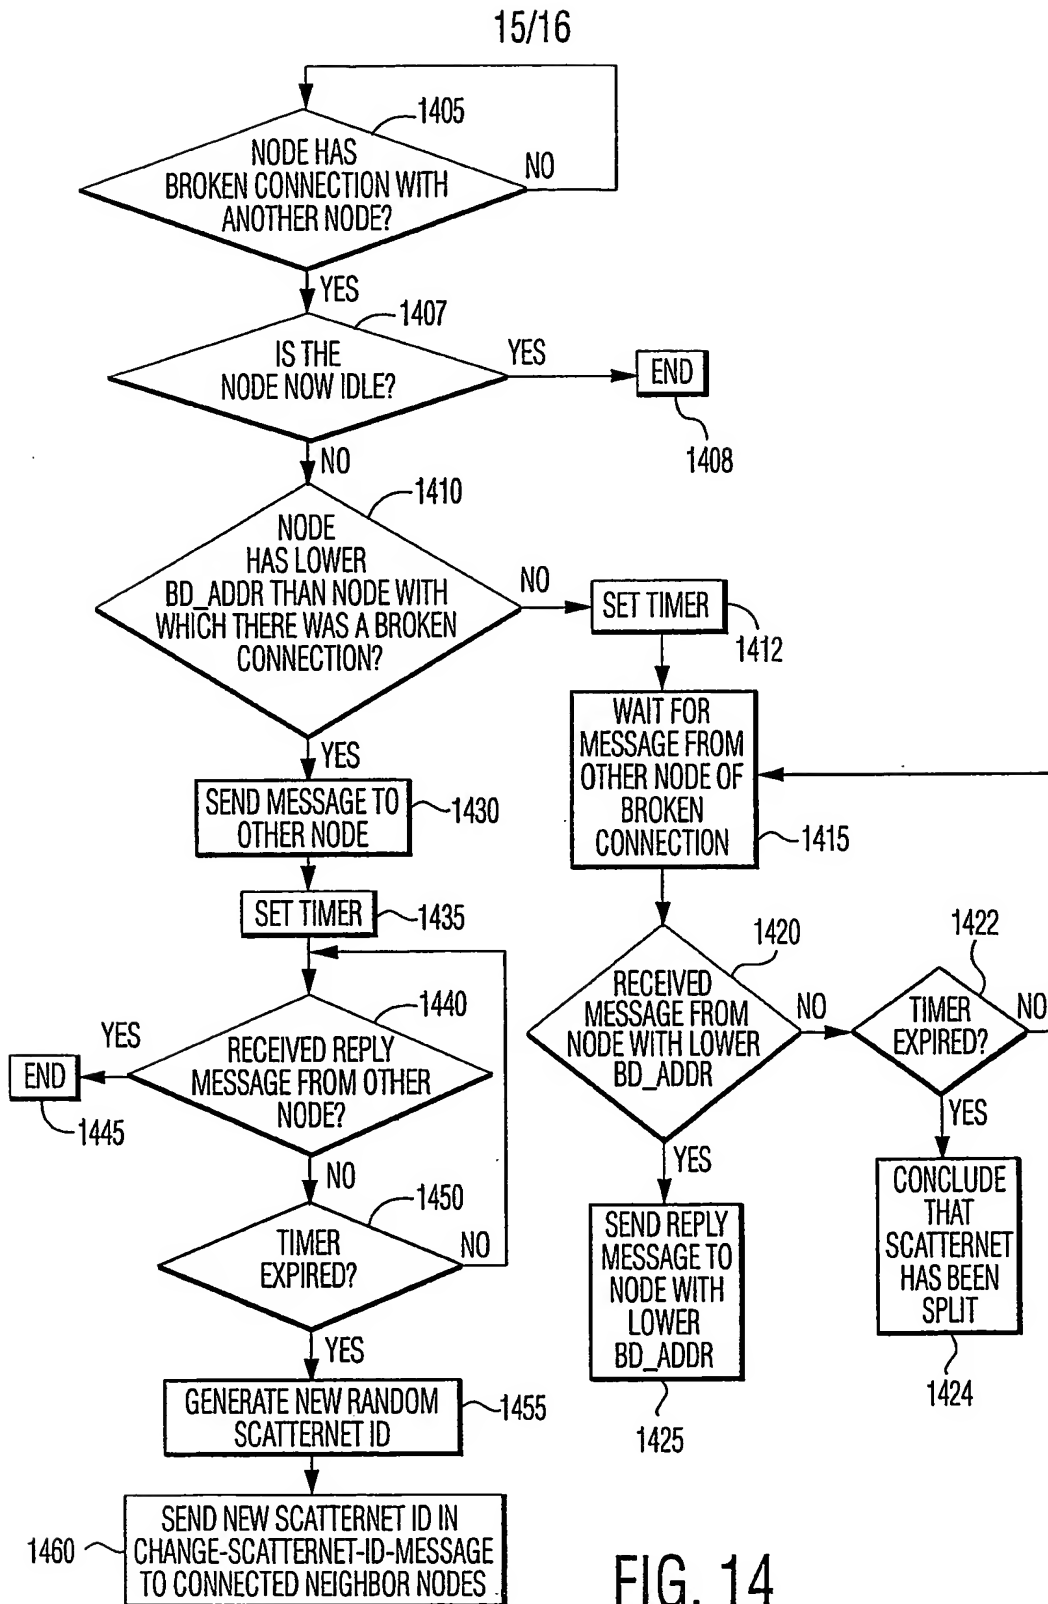 15/16
1405
NODE HAS
BROKEN CONNECTION WITH
ANOTHER NODE?
NO
YES
1407
IS THE
NODE NOW IDLE?
YES
END
1408
NO
1410
NODE
HAS LOWER
BD_ADDR THAN NODE WITH
WHICH THERE WAS A BROKEN
CONNECTION?
NO
SET TIMER
1412
YES
WAIT FOR
MESSAGE FROM
OTHER NODE OF
BROKEN
CONNECTION
1415
SEND MESSAGE TO
OTHER NODE
1430
SET TIMER
1435
1440
RECEIVED REPLY
MESSAGE FROM OTHER
NODE?
YES
END
1445
NO
1450
TIMER
EXPIRED?
NO
YES
GENERATE NEW RANDOM
SCATTERNET ID
1455
SEND NEW SCATTERNET ID IN
CHANGE-SCATTERNET-ID-MESSAGE
TO CONNECTED NEIGHBOR NODES
1460
1420
RECEIVED
MESSAGE FROM
NODE WITH LOWER
BD_ADDR
NO
1422
TIMER
EXPIRED?
NO
YES
YES
SEND REPLY
MESSAGE TO
NODE WITH
LOWER
BD_ADDR
1425
CONCLUDE
THAT
SCATTERNET
HAS BEEN
SPLIT
1424
FIG. 14